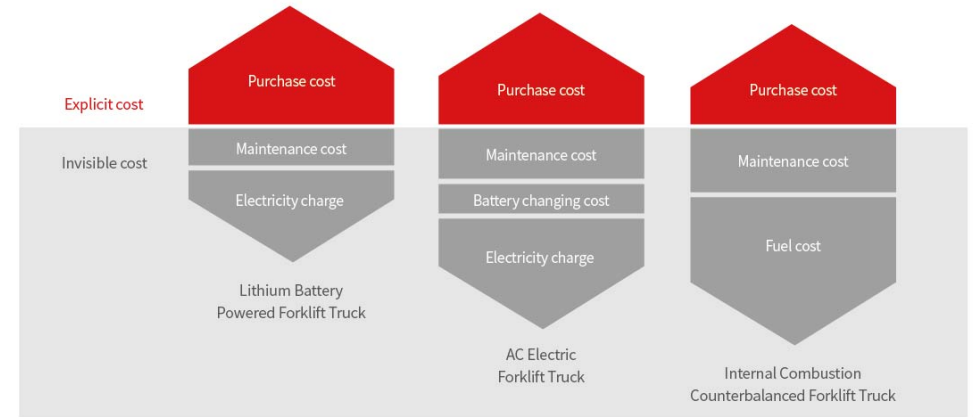 Explicit cost
Invisible cost
Purchase cost
Maintenance cost
Electricity charge
Lithium Battery
Powered Forklift Truck
Purchase cost
Maintenance cost
Battery changing cost
Electricity charge
AC Electric
Forklift Truck
Purchase cost
Maintenance cost
Fuel cost
Internal Combustion
Counterbalanced Forklift Truck